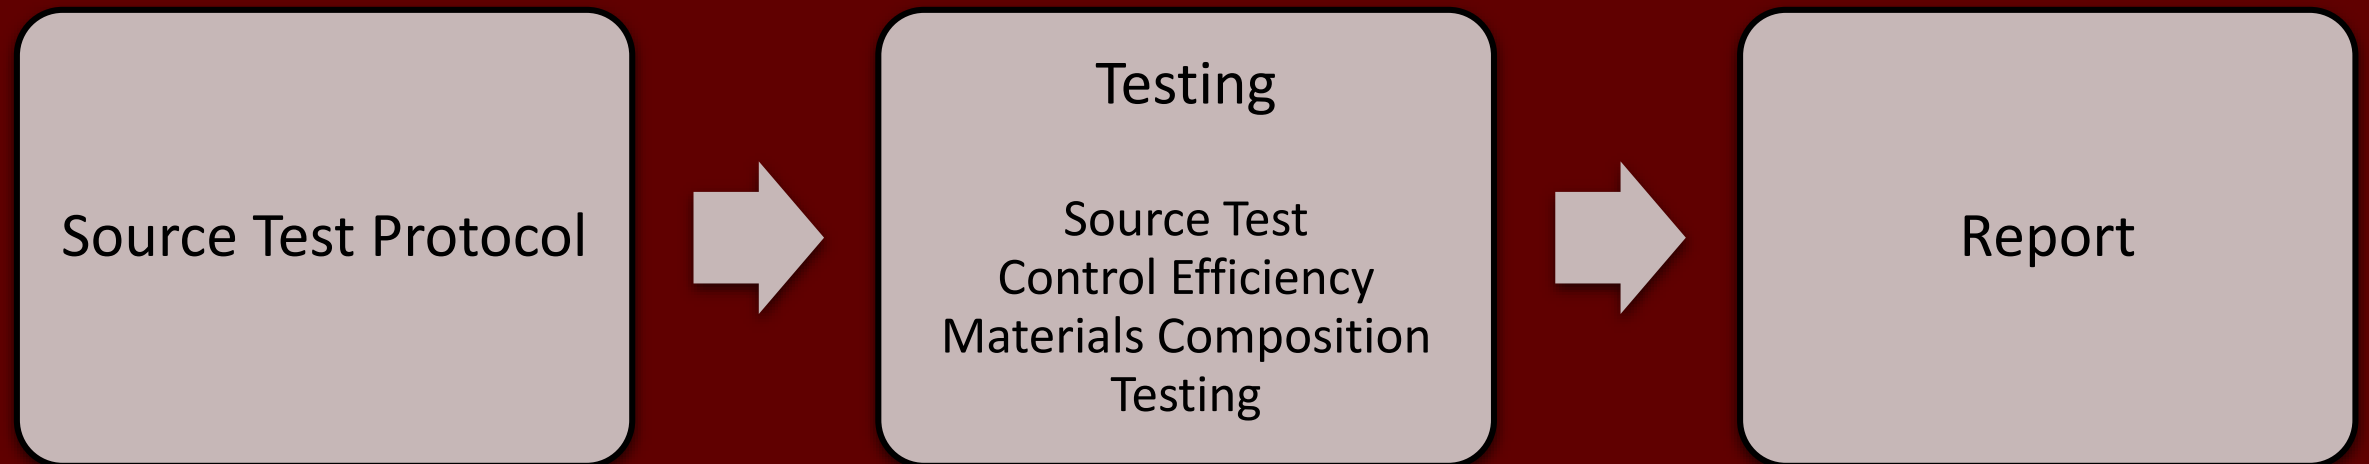 Source Test Protocol
Testing
Source Test
Control Efficiency
Materials Composition
Testing
Report